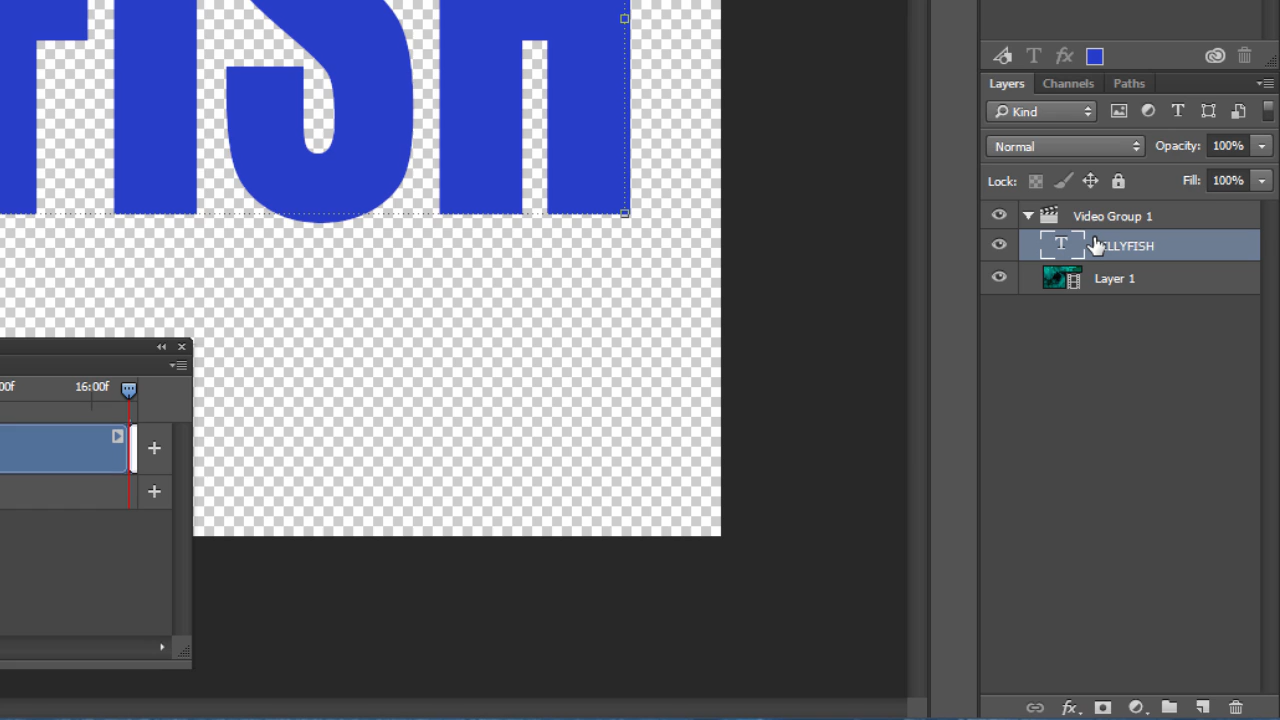 FISH
Layers Channels Paths
Kind
Normal Opacity: 100%
Lock: Fill: 100%
Video Group 1
T LLYFISH
Layer 1
00f 16:00f